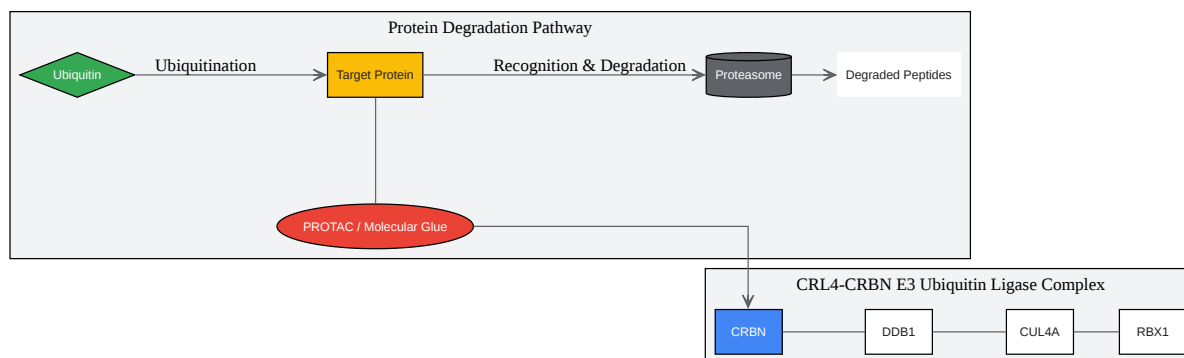 Protein Degradation Pathway
Ubiquitin
Ubiquitination
Target Protein
Recognition & Degradation
Proteasome
Degraded Peptides
PROTAC / Molecular Glue
CRL4-CRBN E3 Ubiquitin Ligase Complex
CRBN
DDB1
CUL4A
RBX1